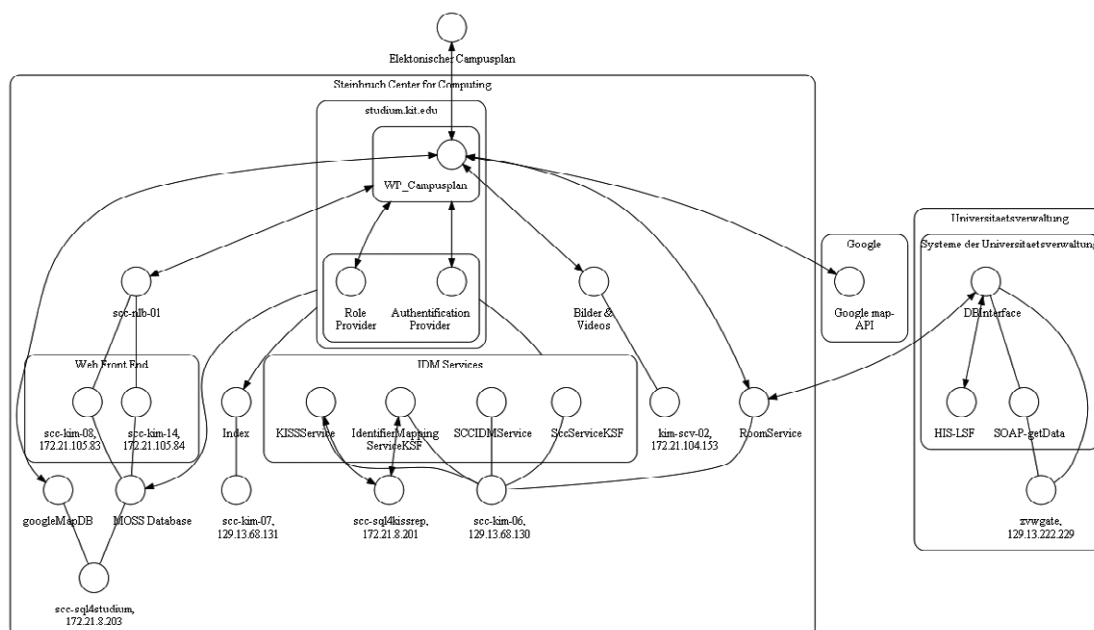 Elektonischer Campusplan
Steinbruch Center for Computing
studium.kit.edu
WP_Campusplan
Universitaetsverwaltung
Google
Systeme der Universitaetsverwaltung
scc-nlb-01
Role
Provider
Authentification
Provider
Bilder &
Videos
Google map-
API
DBInterface
Web Front End
IDM Services
scc-kim-08,
172.21.105.83
scc-kim-14,
172.21.105.84
Index
KISSService
IdentifierMapping
ServiceKSF
SCCIDMService
SccServiceKSF
kim-scv-02,
172.21.104.153
RoomService
HIS-LSF
SOAP-getData
googleMapDB
MOSS Database
scc-kim-07,
129.13.68.131
scc-sql4kissrep,
172.21.8.201
scc-kim-06,
129.13.68.130
zvwgate,
129.13.222.229
scc-sql4studium,
172.21.8.203